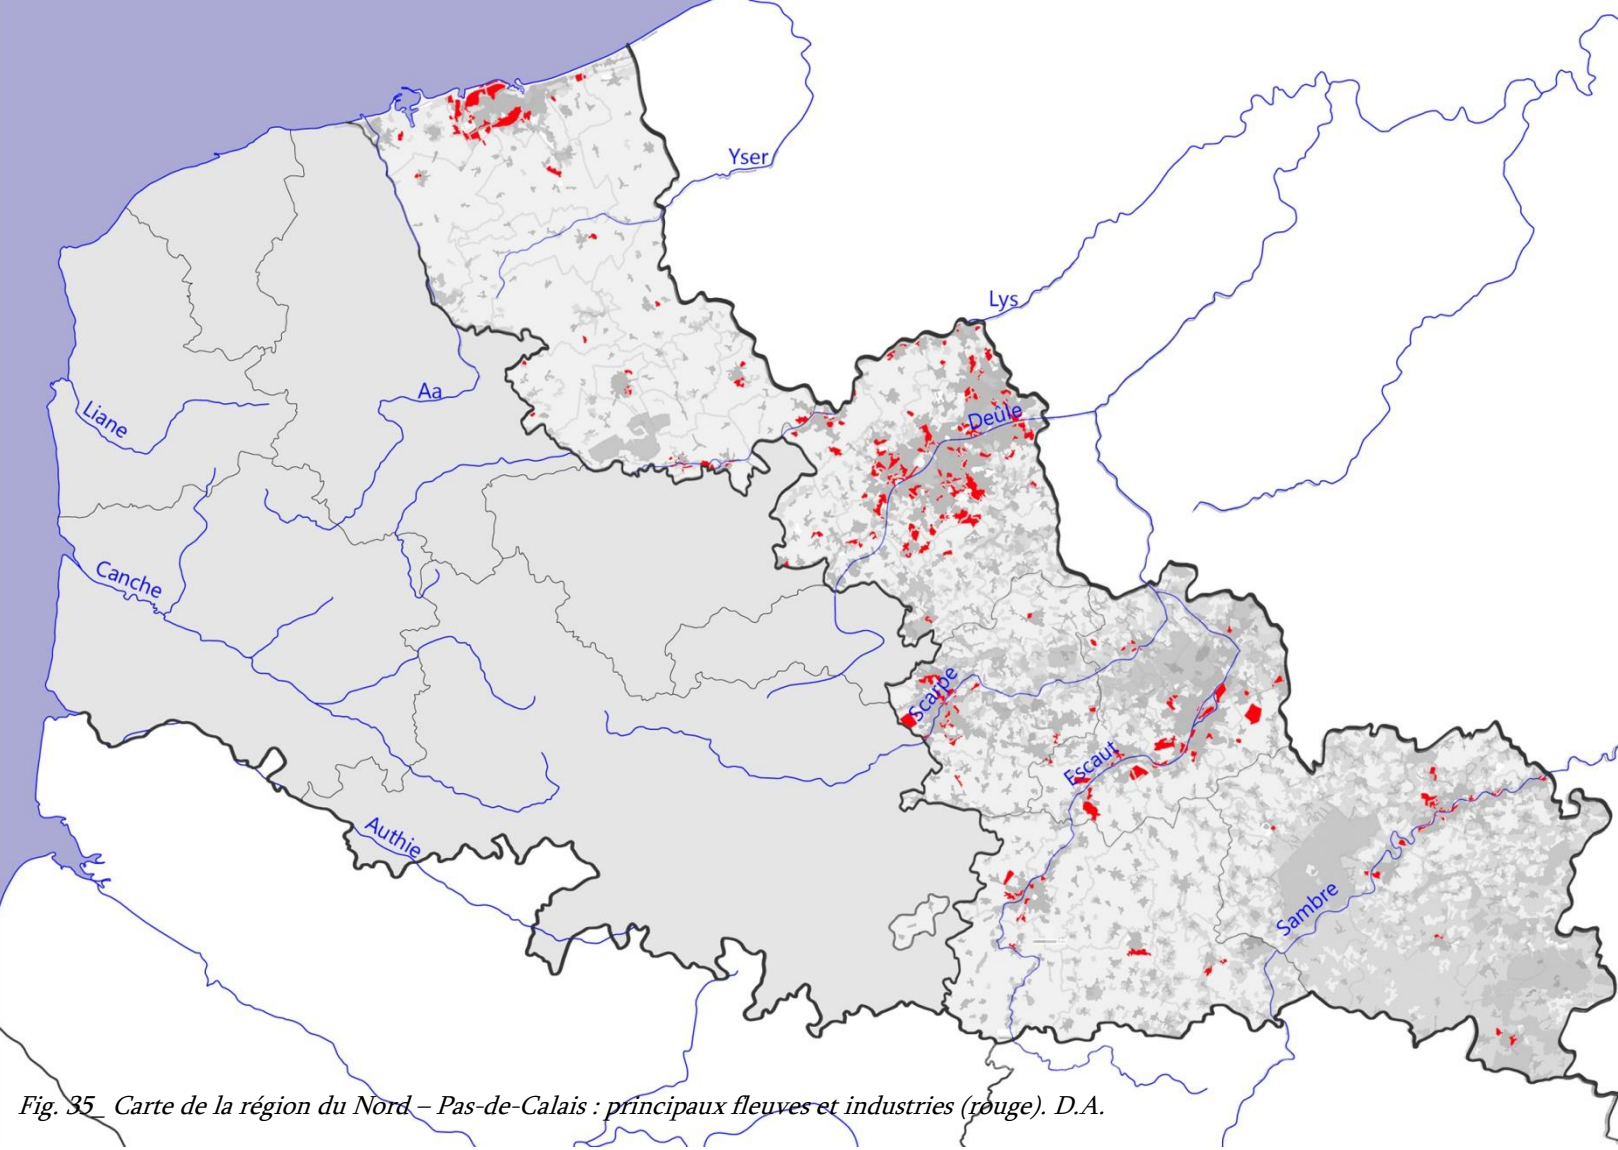 Yser
Lys
Aa
Liane
Deûle
Canche
Scarpe
Escaut
Authie
Sambre
Fig. 35_ Carte de la région du Nord – Pas-de-Calais : principaux fleuves et industries (rouge). D.A.